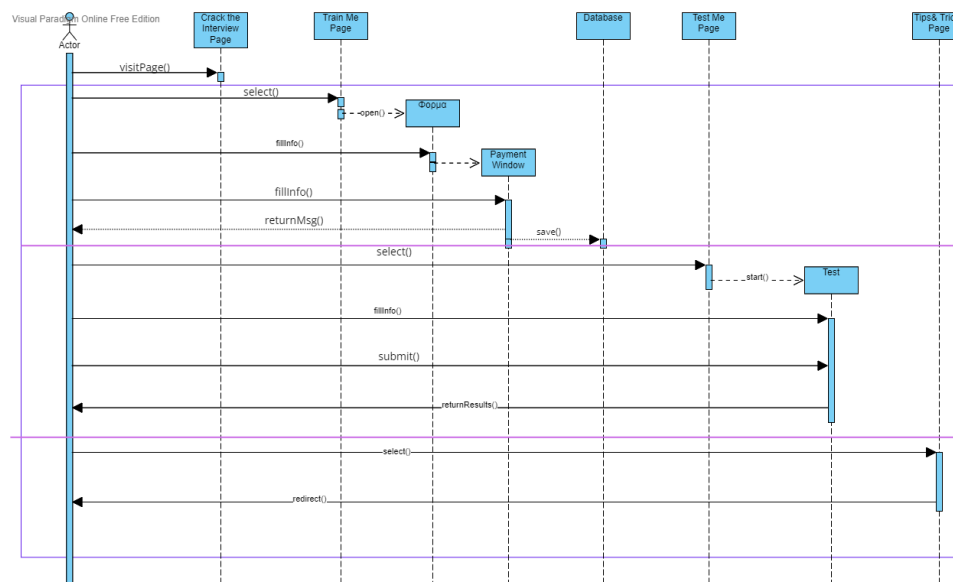 Visual Paradigm Online Free Edition
Actor
Crack the
Interview
Page
Train Me
Page
Database
Test Me
Page
Tips& Tric
Page
visitPage()
select()
open()
Φορμα
fillInfo()
Payment
Window
fillInfo()
returnMsg()
save()
select()
start()
Test
fillInfo()
submit()
returnResults()
select()
redirect()